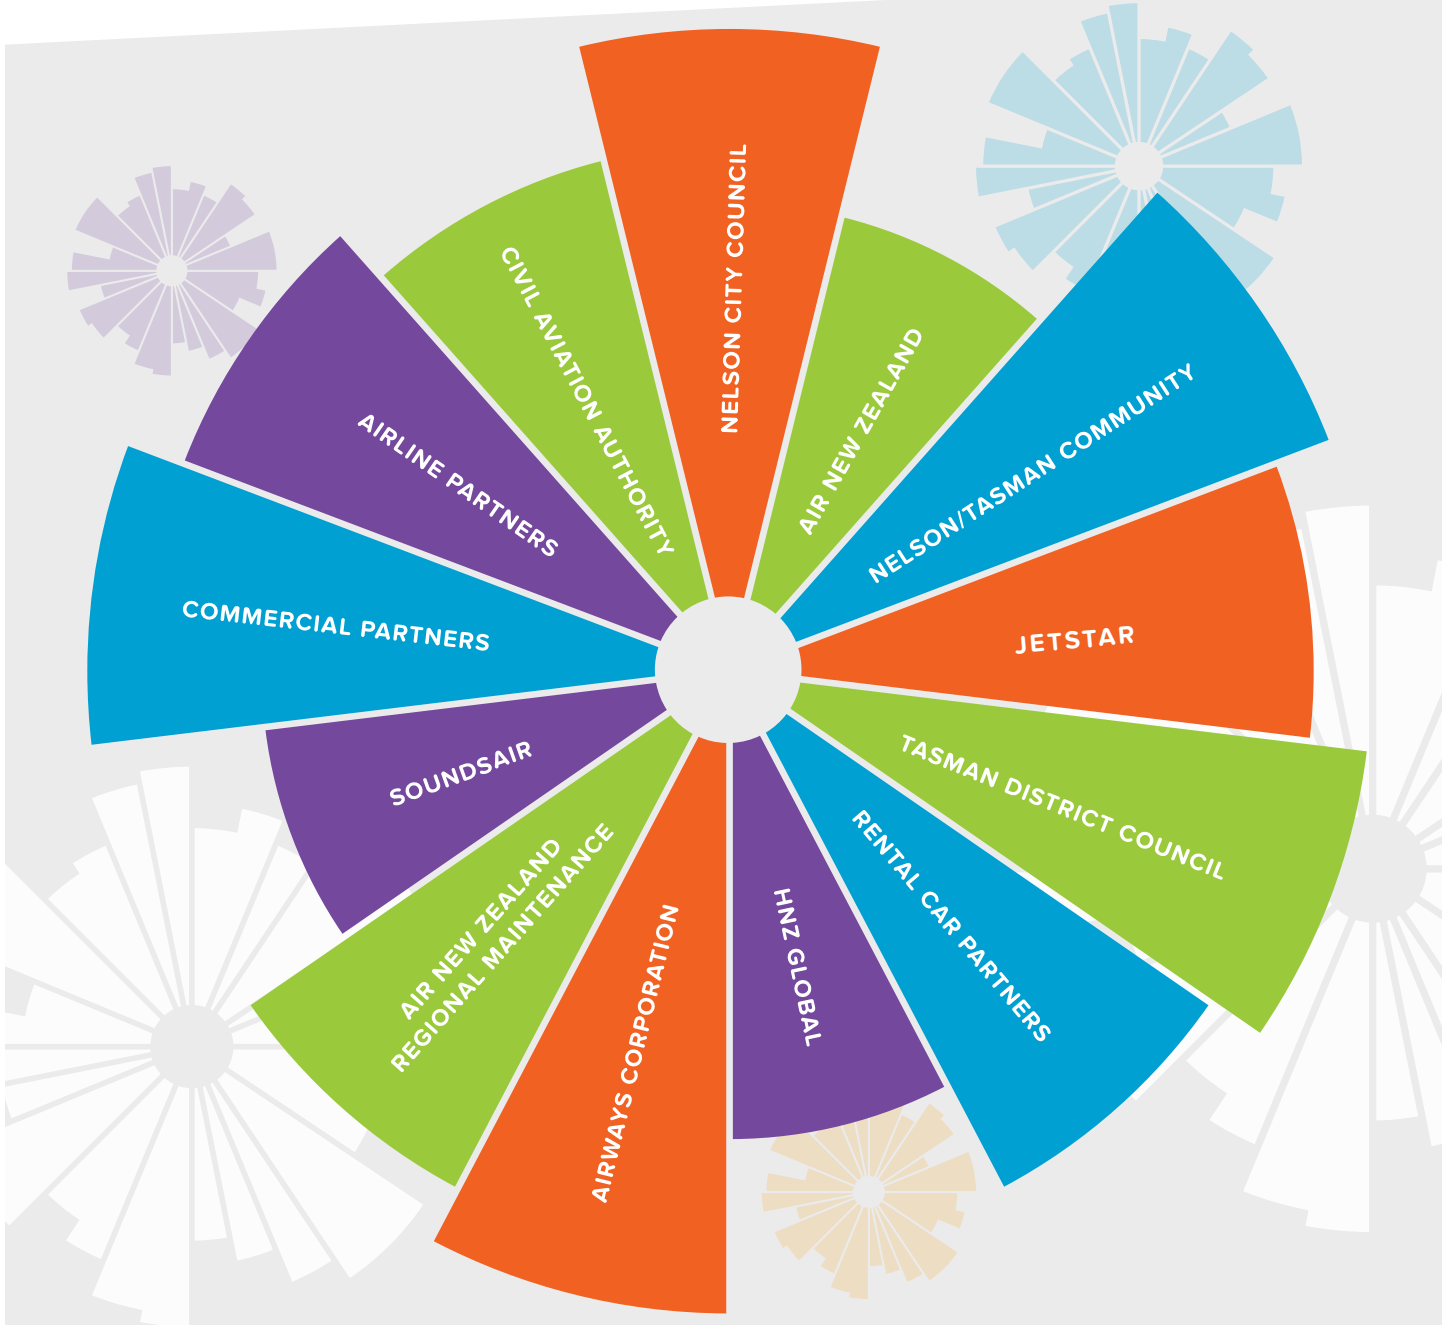 NELSON CITY COUNCIL
AIR NEW ZEALAND
NELSON/TASMAN COMMUNITY
JETSTAR
TASMAN DISTRICT COUNCIL
RENTAL CAR PARTNERS
HNZ GLOBAL
AIRWAYS CORPORATION
AIR NEW ZEALAND
REGIONAL MAINTENANCE
SOUNDSAIR
COMMERCIAL PARTNERS
AIRLINE PARTNERS
CIVIL AVIATION AUTHORITY